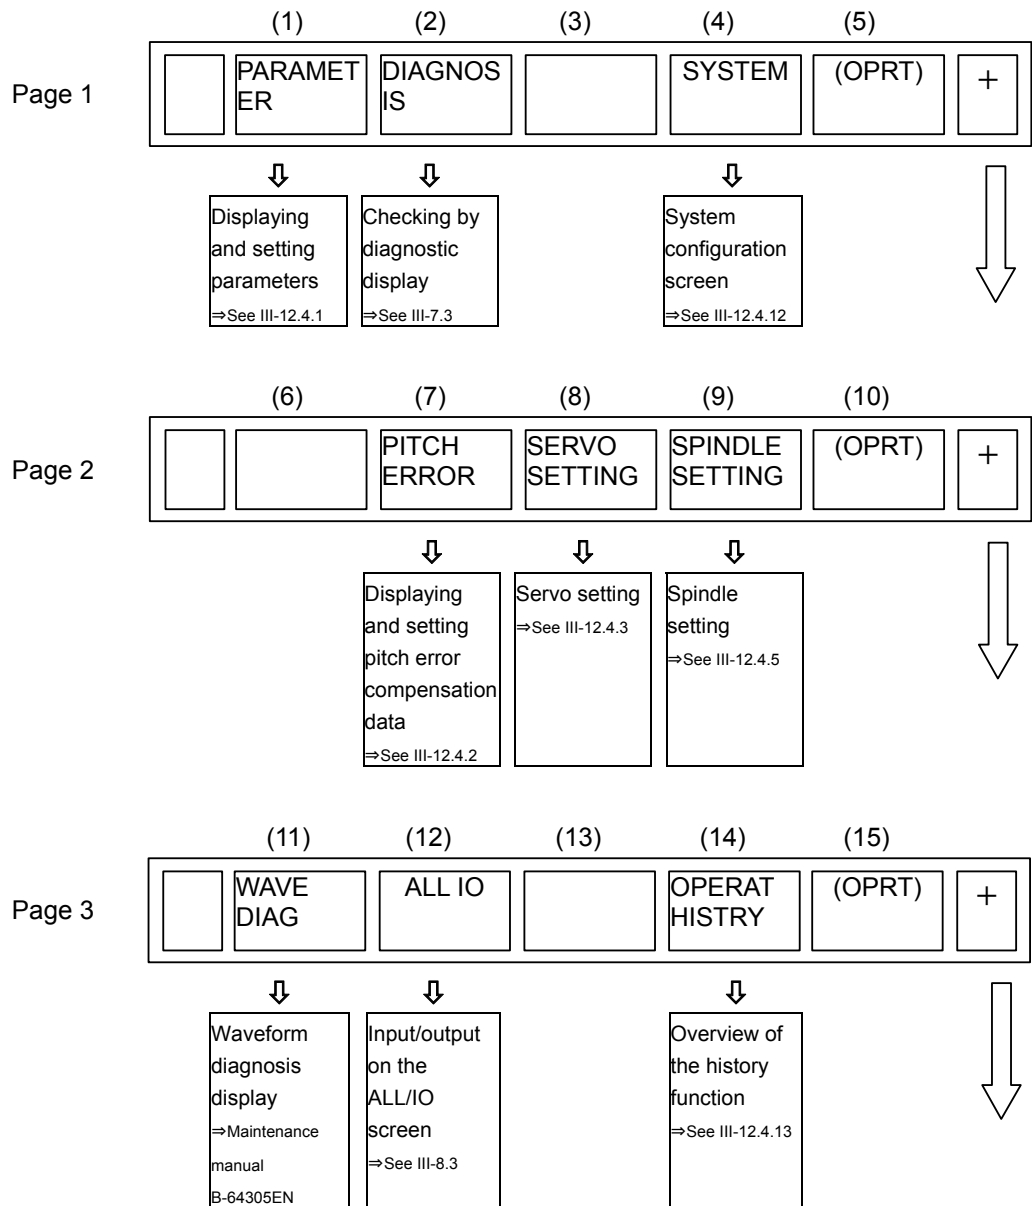 (1) (2) (3) (4) (5)
Page 1
PARAMET
ER
DIAGNOS
IS
SYSTEM
(OPRT)
+
Displaying
and setting
parameters
⇒See III-12.4.1
Checking by
diagnostic
display
⇒See III-7.3
System
configuration
screen
⇒See III-12.4.12
(6) (7) (8) (9) (10)
Page 2
PITCH
ERROR
SERVO
SETTING
SPINDLE
SETTING
(OPRT)
+
Displaying
and setting
pitch error
compensation
data
⇒See III-12.4.2
Servo setting
⇒See III-12.4.3
Spindle
setting
⇒See III-12.4.5
(11) (12) (13) (14) (15)
Page 3
WAVE
DIAG
ALL IO
OPERAT
HISTRY
(OPRT)
+
Waveform
diagnosis
display
⇒Maintenance
manual
B-64305EN
Input/output
on the
ALL/IO
screen
⇒See III-8.3
Overview of
the history
function
⇒See III-12.4.13